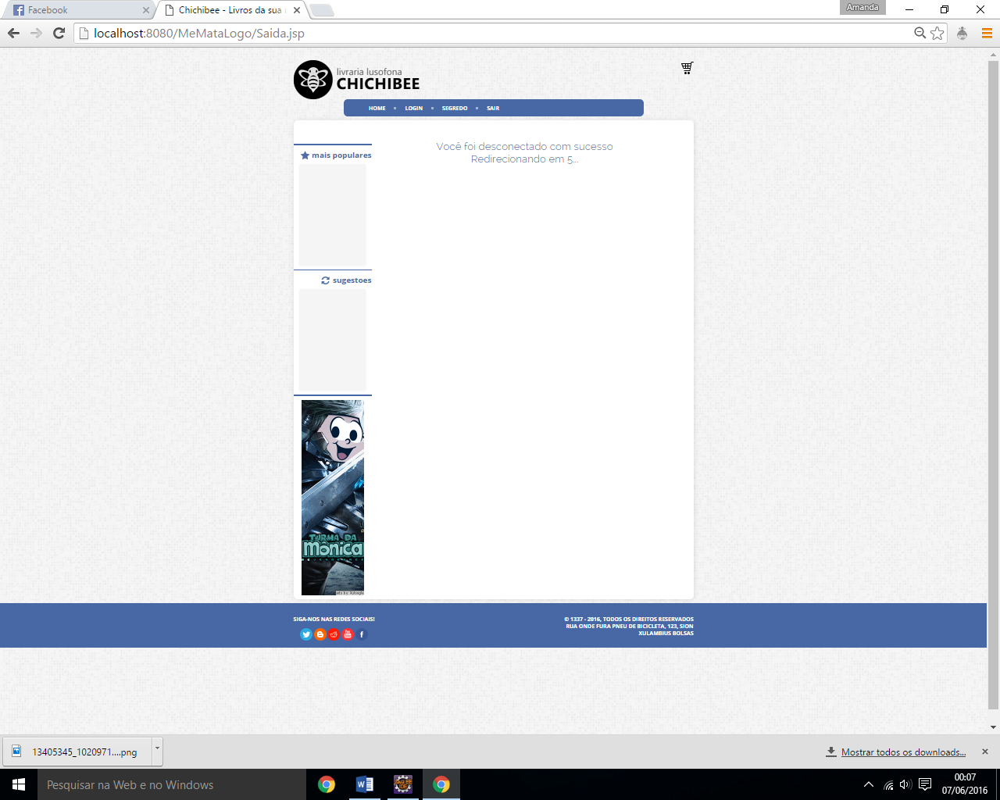 Facebook
Chichibee - Livros da sua
Amanda
localhost:8080/MeMataLogo/Saida.jsp
livraria lusofona
CHICHIBEE
HOME LOGIN SEGREDO SAIR
mais populares
Você foi desconectado com sucesso
Redirecionando em 5...
sugestoes
TURMA DA
MÔNICA
SIGA-NOS NAS REDES SOCIAIS!
© 1337 - 2016, TODOS OS DIREITOS RESERVADOS
RUA ONDE FURA PNEU DE BICICLETA, 123, SION
XULAMBIUS BOLSAS
13405345_1020971....png
Mostrar todos os downloads...
Pesquisar na Web e no Windows
00:07
07/06/2016